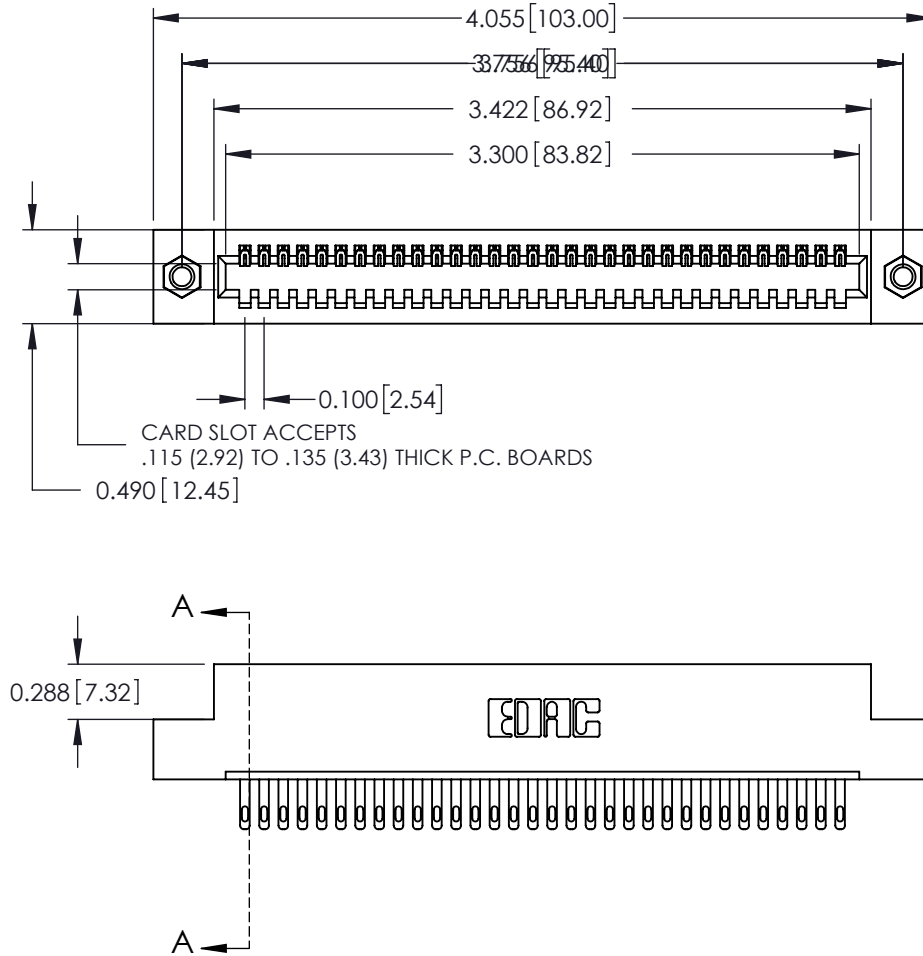 4.055[103.00]
3.422[86.92]
3.300[83.82]
0.100[2.54]
CARD SLOT ACCEPTS
.115 (2.92) TO .135 (3.43) THICK P.C. BOARDS
0.490[12.45]
A
0.288[7.32]
EDAC
A